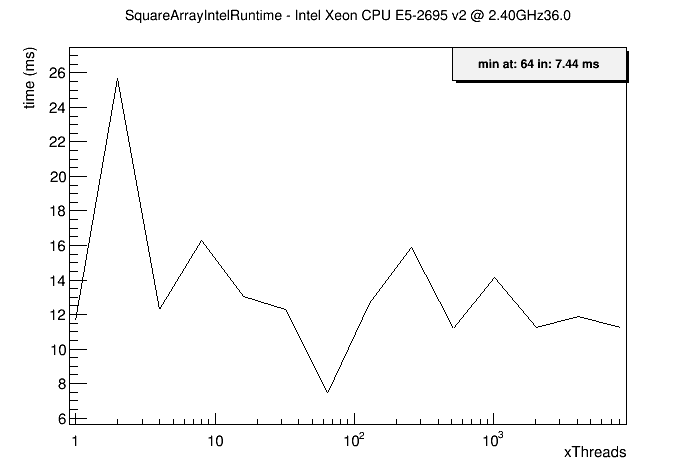 SquareArrayIntelRuntime - Intel Xeon CPU E5-2695 v2 @ 2.40GHz36.0
time (ms)
min at: 64 in: 7.44 ms
26
24
22
20
18
16
14
12
10
8
6
1 10 10² 10³
xThreads